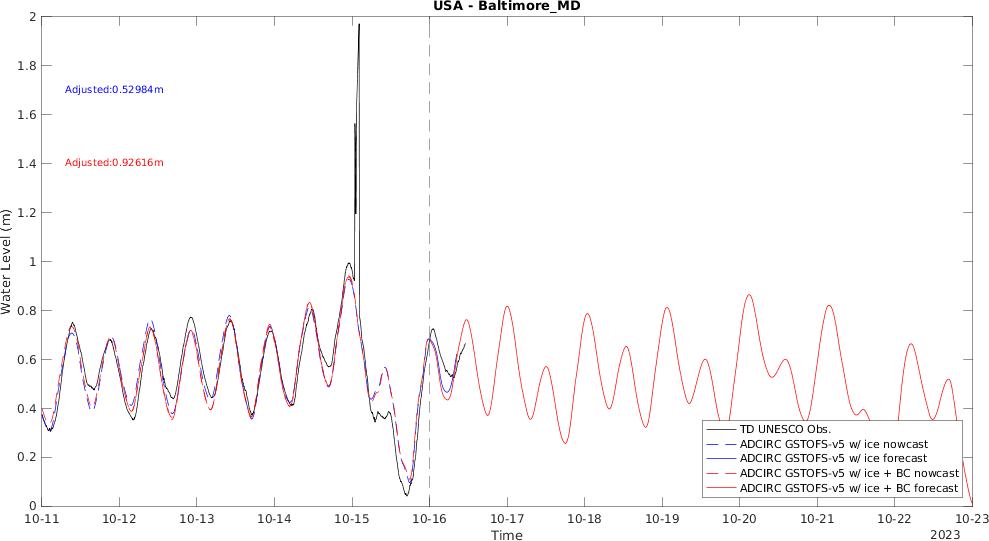 USA - Baltimore_MD
2
1.8
1.6
1.4
1.2
1
0.8
0.6
0.4
0.2
0
Water Level (m)
Adjusted:0.52984m
Adjusted:0.92616m
TD UNESCO Obs.
ADCIRC GSTOFS-v5 w/ ice nowcast
ADCIRC GSTOFS-v5 w/ ice forecast
ADCIRC GSTOFS-v5 w/ ice + BC nowcast
ADCIRC GSTOFS-v5 w/ ice + BC forecast
10-11 10-12 10-13 10-14 10-15 10-16 10-17 10-18 10-19 10-20 10-21 10-22 10-23
Time
2023